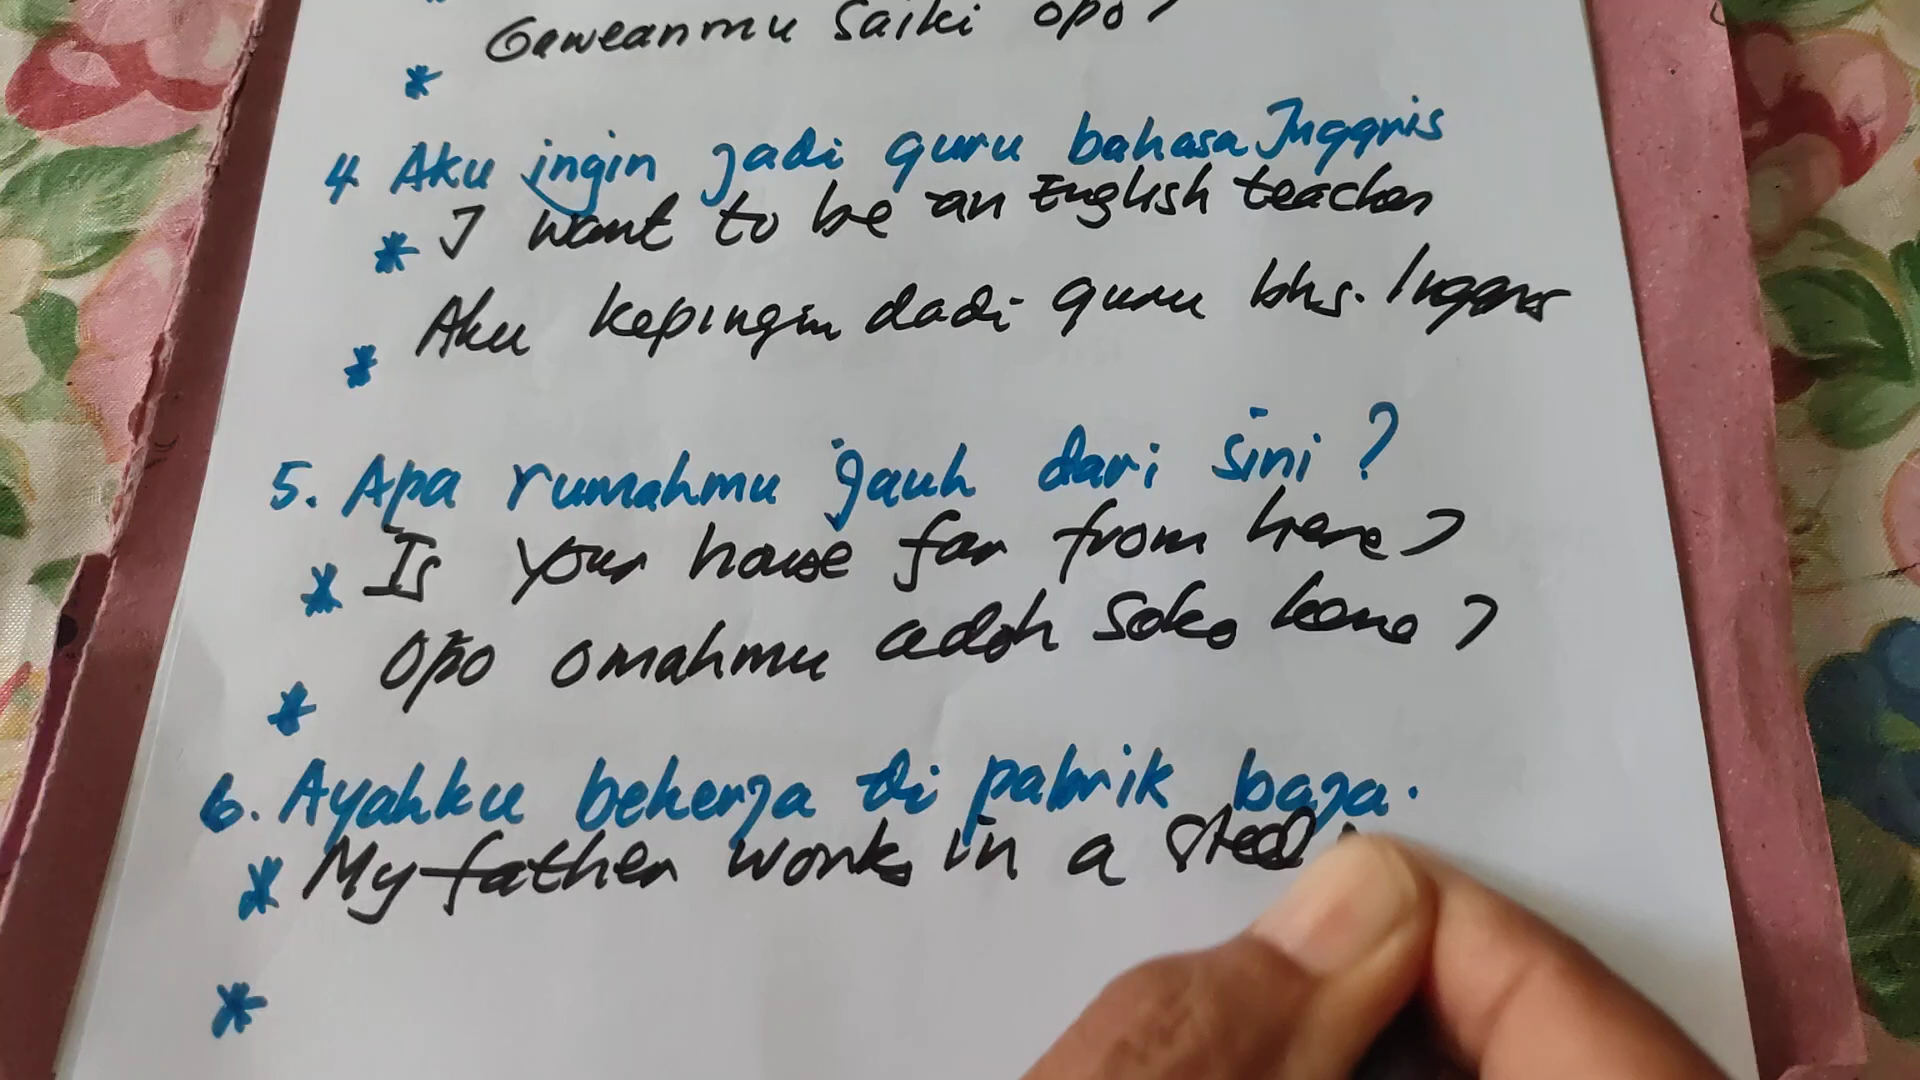 Gaweanmu Saiki opo?
*
4. Aku ingin jadi guru bahasa Inggris
* I want to be an English teacher
* Aku kepingin dadi guru bhs. Inggris
5. Apa rumahmu jauh dari sini?
* Is your house far from here?
* Opo omahmu adoh Soko kene?
6. Ayahku bekerja di pabrik baja.
* My father works in a steel
*